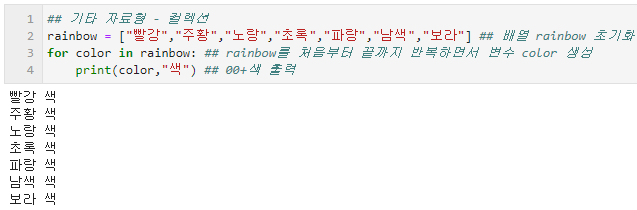 1 ## 기타 자료형 - 컬렉션
2 rainbow = ["빨강","주황","노랑","초록","파랑","남색","보라"] ## 배열 rainbow 초기화
3 for color in rainbow: ## rainbow를 처음부터 끝까지 반복하면서 변수 color 생성
4 print(color,"색") ## 00+색 출력
빨강 색
주황 색
노랑 색
초록 색
파랑 색
남색 색
보라 색